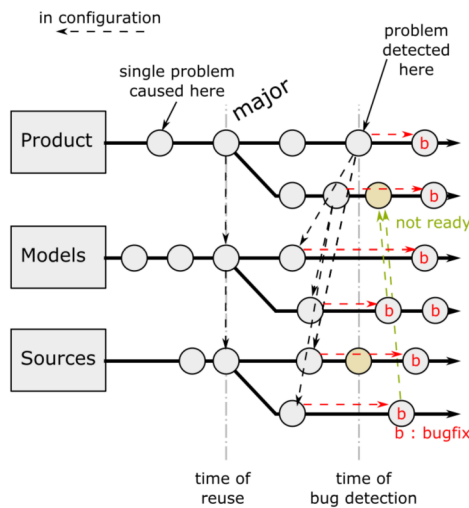 in configuration
single problem
caused here
major
problem
detected
here
Product
b
b
not ready
Models
b
b
b
Sources
b
b
b : bugfix
time of
reuse
time of
bug detection